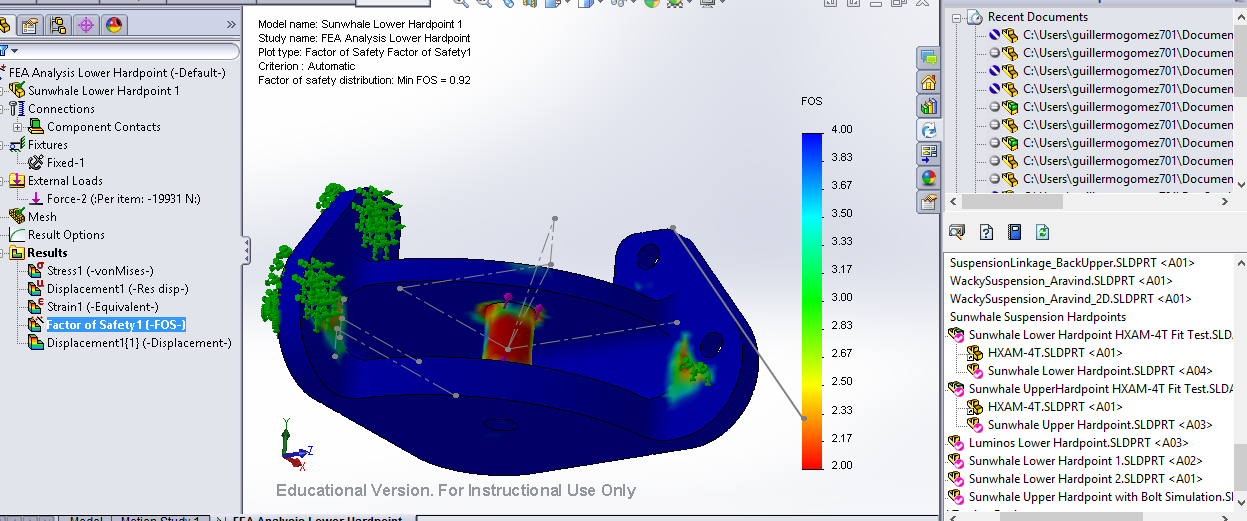 Model name: Sunwhale Lower Hardpoint 1
Study name: FEA Analysis Lower Hardpoint
Plot type: Factor of Safety Factor of Safety1
Criterion : Automatic
Factor of safety distribution: Min FOS = 0.92
FEA Analysis Lower Hardpoint (-Default-)
Sunwhale Lower Hardpoint 1
Connections
Component Contacts
Fixtures
Fixed-1
External Loads
Force-2 (:Per item: -19931 N:)
Mesh
Result Options
Results
Stress1 (-vonMises-)
Displacement1 (-Res disp-)
Strain1 (-Equivalent-)
Factor of Safety1 (-FOS-)
Displacement1{1} (-Displacement-)
FOS
4.00
3.83
3.67
3.50
3.33
3.17
3.00
2.83
2.67
2.50
2.33
2.17
2.00
Y
Z
X
Educational Version. For Instructional Use Only
Model
Motion Study 1
FEA Analysis Lower Hardpoint
Recent Documents
C:\Users\guillermogomez701\Documen
C:\Users\guillermogomez701\Documen
C:\Users\guillermogomez701\Documen
C:\Users\guillermogomez701\Documen
C:\Users\guillermogomez701\Documen
C:\Users\guillermogomez701\Documen
C:\Users\guillermogomez701\Documen
C:\Users\guillermogomez701\Documen
C:\Users\guillermogomez701\Documen
SuspensionLinkage_BackUpper.SLDPRT <A01>
WackySuspension_Aravind.SLDPRT <A01>
WackySuspension_Aravind_2D.SLDPRT <A01>
Sunwhale Suspension Hardpoints
Sunwhale Lower Hardpoint HXAM-4T Fit Test.SLD
HXAM-4T.SLDPRT <A01>
Sunwhale Lower Hardpoint.SLDPRT <A04>
Sunwhale UpperHardpoint HXAM-4T Fit Test.SLDA
HXAM-4T.SLDPRT <A01>
Sunwhale Upper Hardpoint.SLDPRT <A03>
Luminos Lower Hardpoint.SLDPRT <A03>
Sunwhale Lower Hardpoint 1.SLDPRT <A02>
Sunwhale Lower Hardpoint 2.SLDPRT <A01>
Sunwhale Upper Hardpoint with Bolt Simulation.SLD